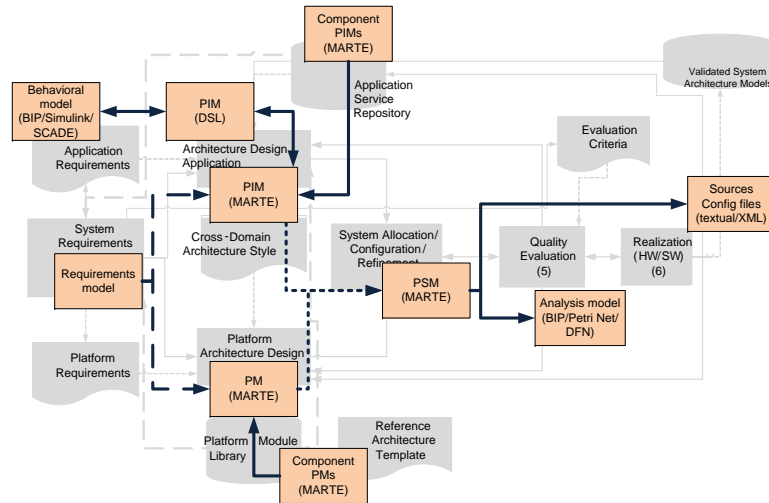 Component
PIMs
(MARTE)
Validated System
Architecture Models
Behavioral
model
(BIP/Simulink/
SCADE)
PIM
(DSL)
Application
Service
Repository
Application
Requirements
Architecture Design
Application
Evaluation
Criteria
PIM
(MARTE)
Sources
Config files
(textual/XML)
System
Requirements
Cross-Domain
Architecture Style
System Allocation/
Configuration/
Refinement
Quality
Evaluation
(5)
Realization
(HW/SW)
(6)
Requirements
model
PSM
(MARTE)
Analysis model
(BIP/Petri Net/
DFN)
Platform
Requirements
Platform
Architecture Design
PM
(MARTE)
Platform Module
Library
Reference
Architecture
Template
Component
PMs
(MARTE)